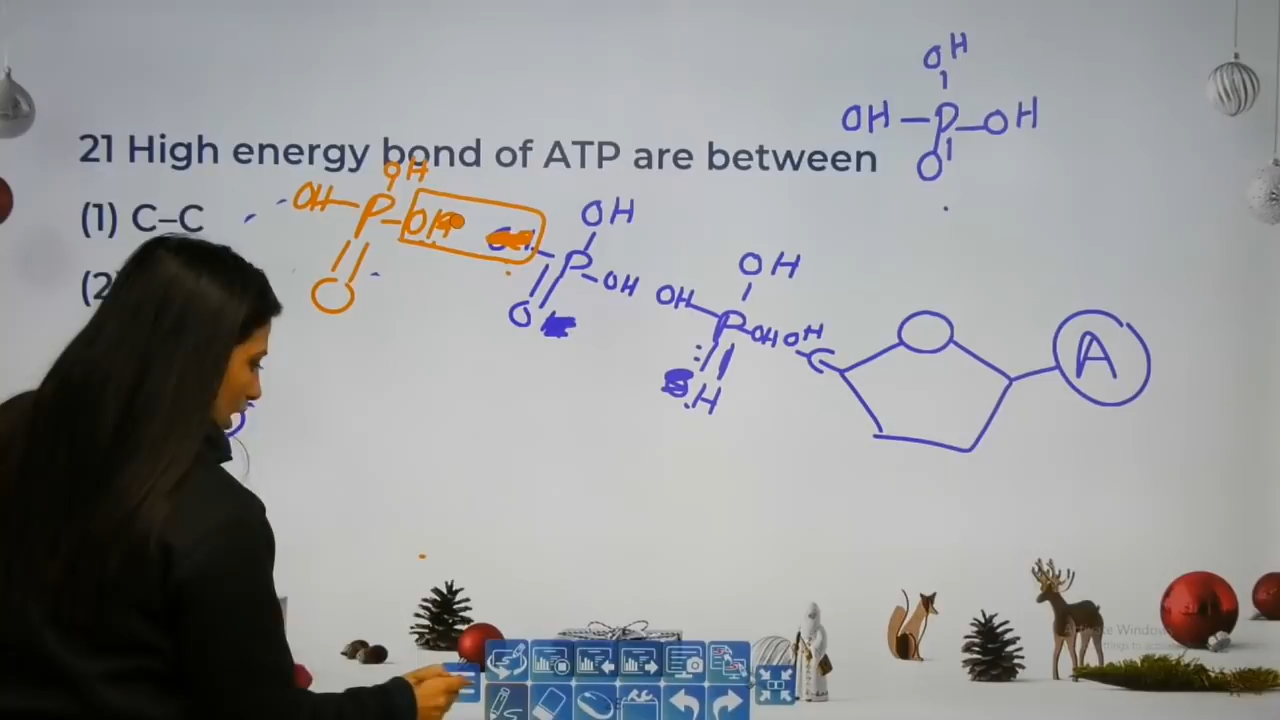 21 High energy bond of ATP are between
(1) C–C
(2)
OH
OH – P – OH
O
OH
OH – P – OH
O
OH
P – OH
O
OH
OH P OH OH
H
O
A